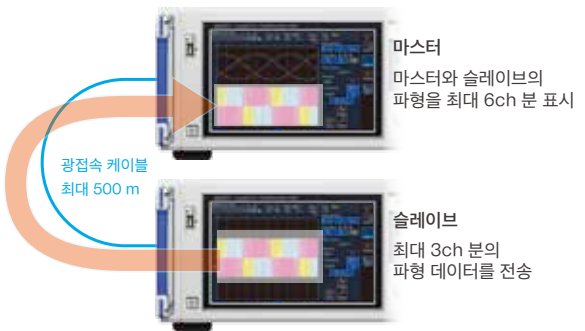 마스터
마스터와 슬레이브의
파형을 최대 6ch 분 표시
광접속 케이블
최대 500 m
슬레이브
최대 3ch 분의
파형 데이터를 전송